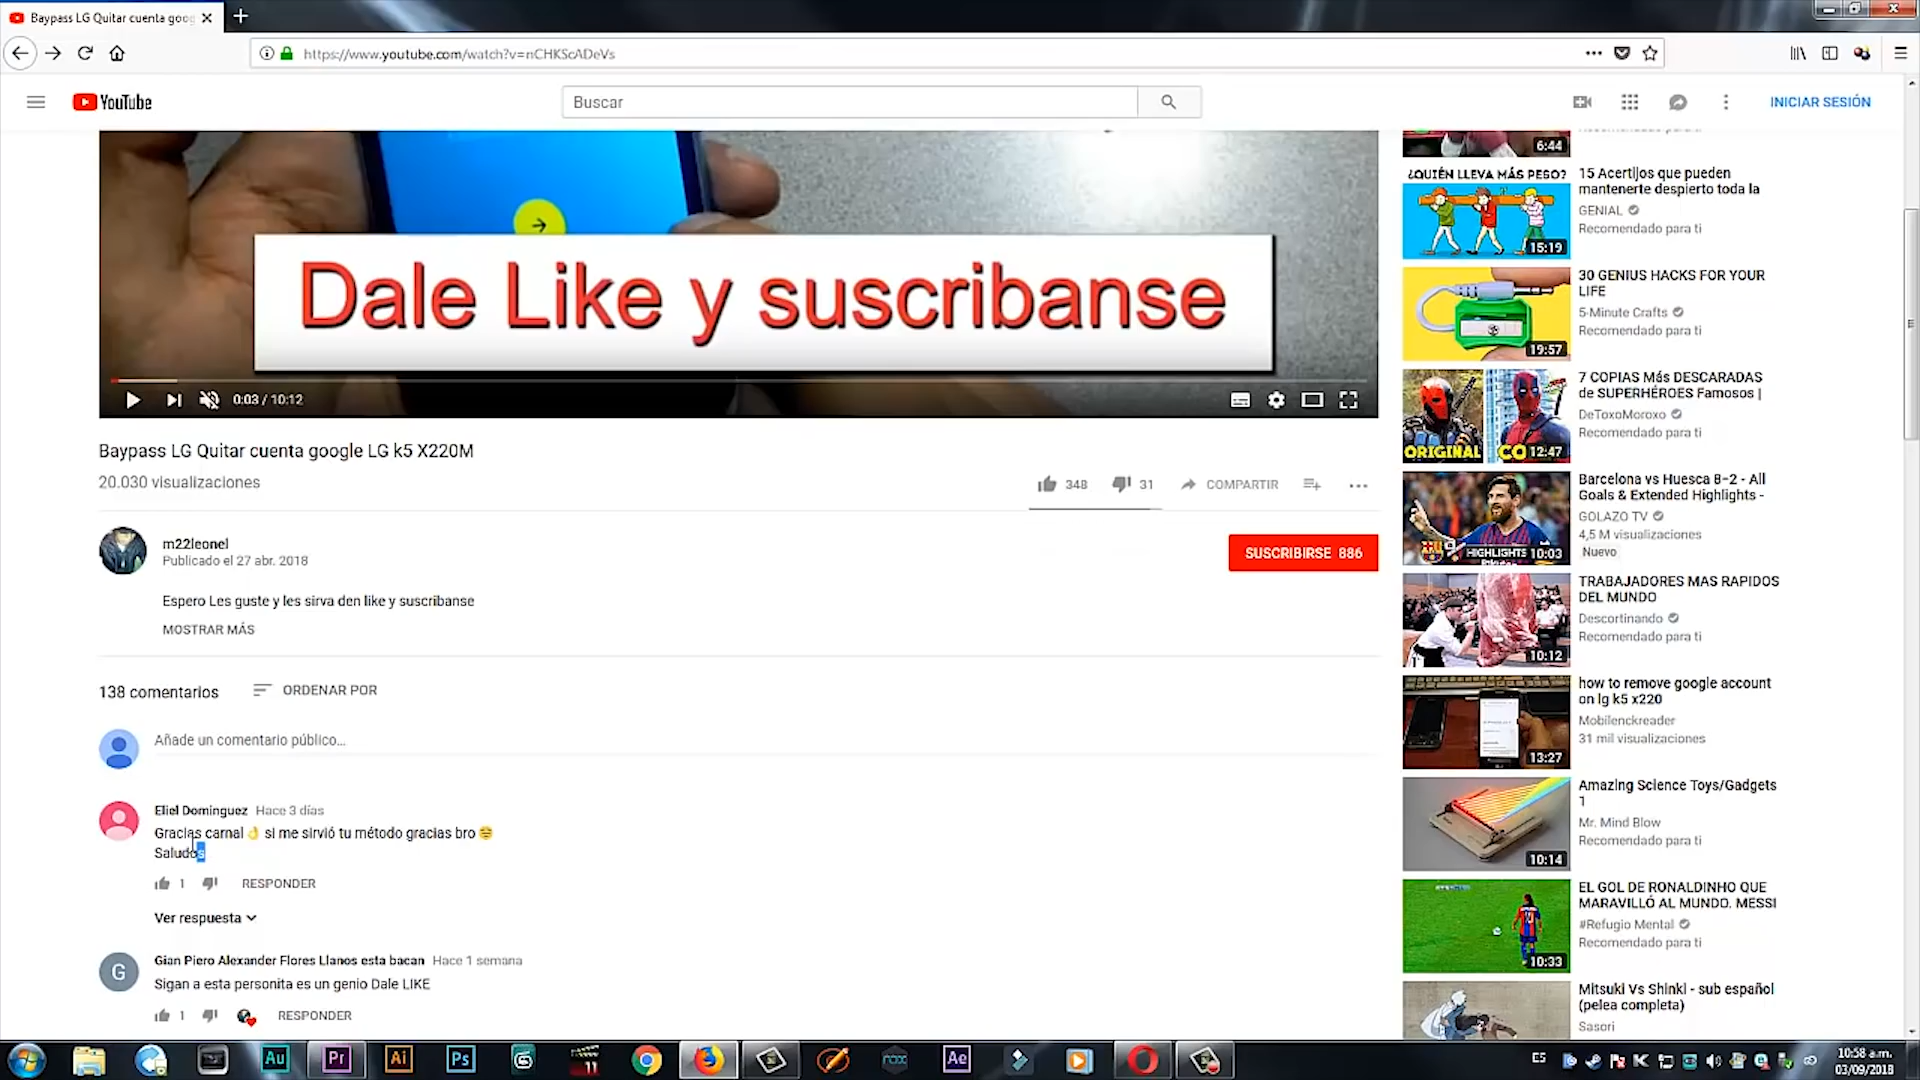 Baypass LG Quitar cuenta goog
https://www.youtube.com/watch?v=nCHKScADeVs
YouTube
Buscar
INICIAR SESIÓN
Dale Like y suscribanse
0:03 / 10:12
Baypass LG Quitar cuenta google LG k5 X220M
20.030 visualizaciones
348
31
COMPARTIR
m22leonel
Publicado el 27 abr. 2018
SUSCRIBIRSE 886
Espero Les guste y les sirva den like y suscribanse
MOSTRAR MÁS
138 comentarios
ORDENAR POR
Añade un comentario público...
Eliel Dominguez Hace 3 días
Gracias carnal 👌 si me sirvió tu método gracias bro 😄
Saludos
1
RESPONDER
Ver respuesta
G
Gian Piero Alexander Flores Llanos esta bacan Hace 1 semana
Sigan a esta personita es un genio Dale LIKE
1
RESPONDER
6:44
Recomendado para ti
¿QUIÉN LLEVA MÁS PESO?
15:19
15 Acertijos que pueden
mantenerte despierto toda la
GENIAL
Recomendado para ti
19:57
30 GENIUS HACKS FOR YOUR
LIFE
5-Minute Crafts
Recomendado para ti
ORIGINAL
CO
12:47
7 COPIAS Más DESCARADAS
de SUPERHÉROES Famosos |
DeToxoMoroxo
Recomendado para ti
HIGHLIGHTS
10:03
Barcelona vs Huesca 8-2 - All
Goals & Extended Highlights -
GOLAZO TV
4,5 M visualizaciones
Nuevo
10:12
TRABAJADORES MAS RAPIDOS
DEL MUNDO
Descortinando
Recomendado para ti
13:27
how to remove google account
on lg k5 x220
Mobilenckreader
31 mil visualizaciones
10:14
Amazing Science Toys/Gadgets
1
Mr. Mind Blow
Recomendado para ti
10:33
EL GOL DE RONALDINHO QUE
MARAVILLÓ AL MUNDO. MESSI
#Refugio Mental
Recomendado para ti
Mitsuki Vs Shinki - sub español
(pelea completa)
Sasori
Au
Pr
Ai
Ps
11
nox
Ae
ES
10:58 a.m.
03/09/2018